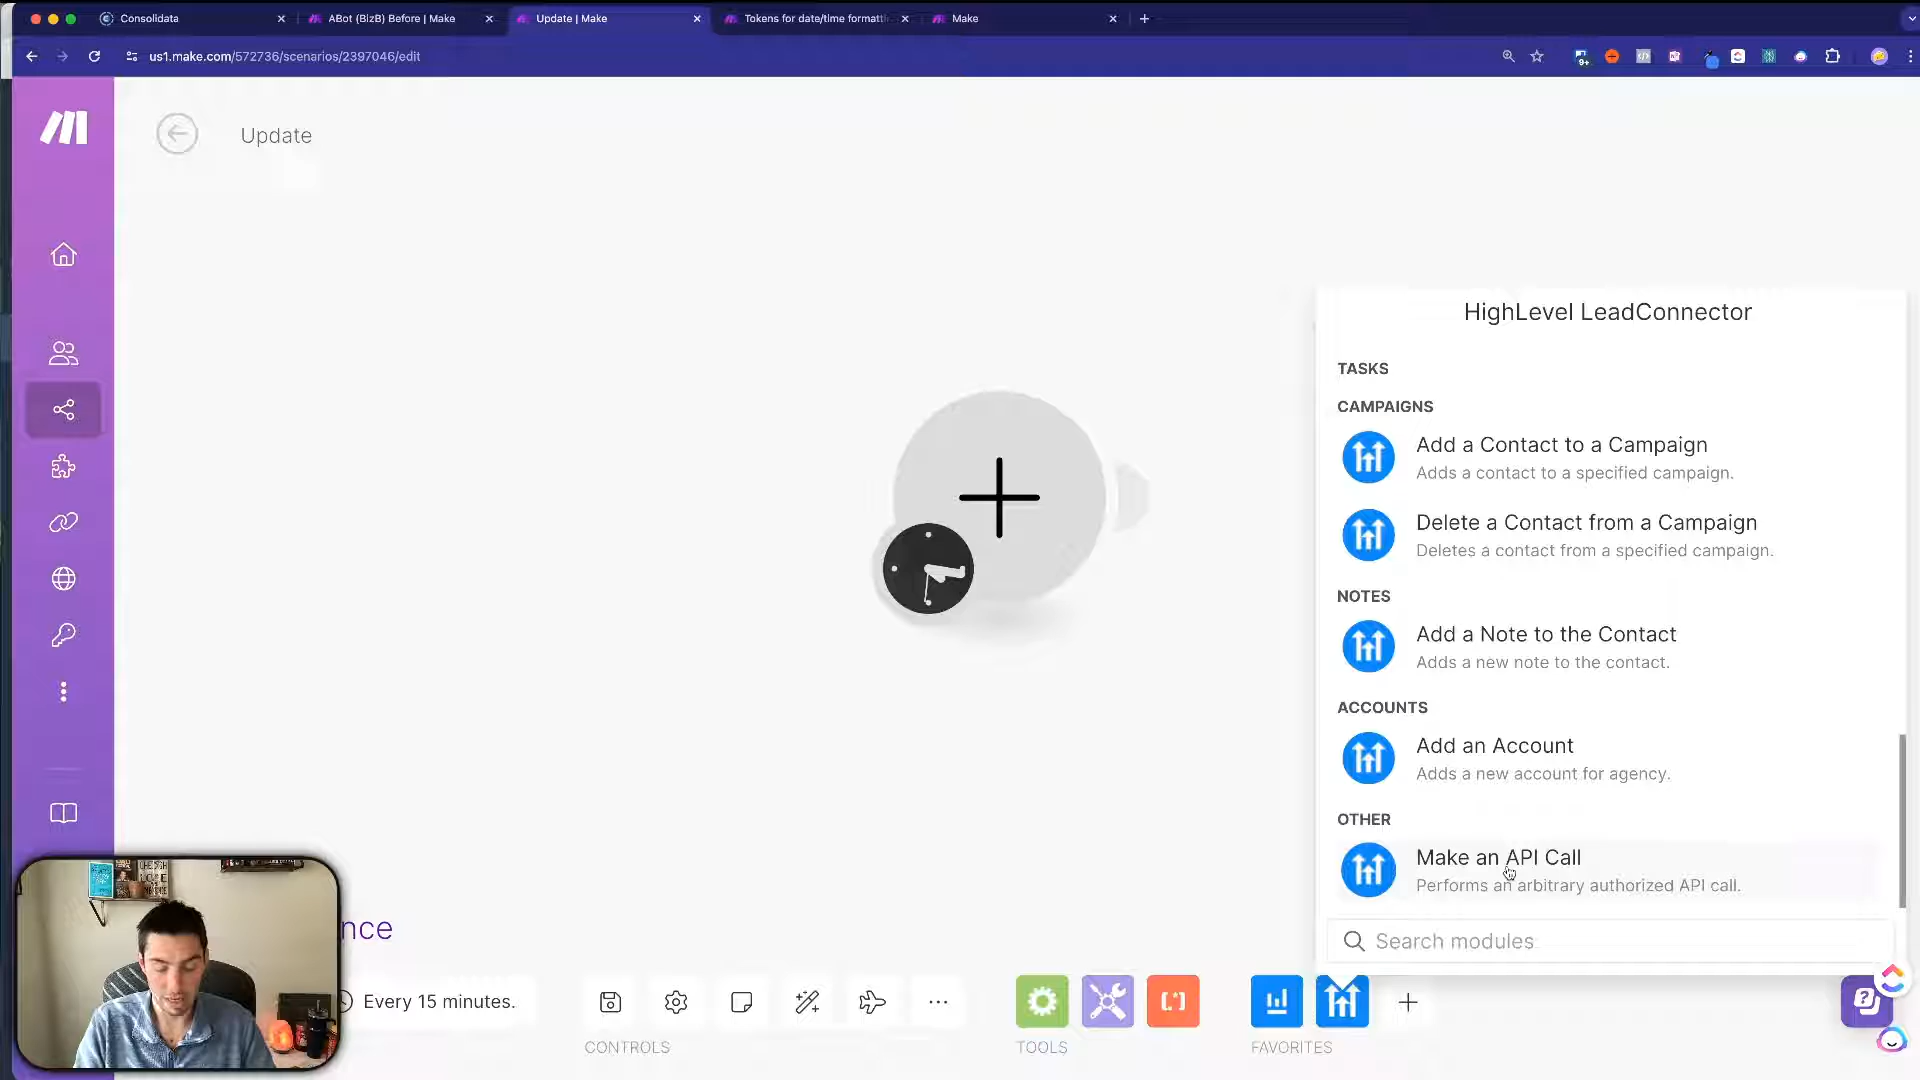 Consolidata
ABot (BizB) Before | Make
Update | Make
Tokens for date/time formatti
Make
us1.make.com/572736/scenarios/2397046/edit
9+
Update
HighLevel LeadConnector
TASKS
CAMPAIGNS
Add a Contact to a Campaign
Adds a contact to a specified campaign.
Delete a Contact from a Campaign
Deletes a contact from a specified campaign.
NOTES
Add a Note to the Contact
Adds a new note to the contact.
ACCOUNTS
Add an Account
Adds a new account for agency.
OTHER
Make an API Call
Performs an arbitrary authorized API call.
Search modules
nce
Every 15 minutes.
CONTROLS
TOOLS
FAVORITES